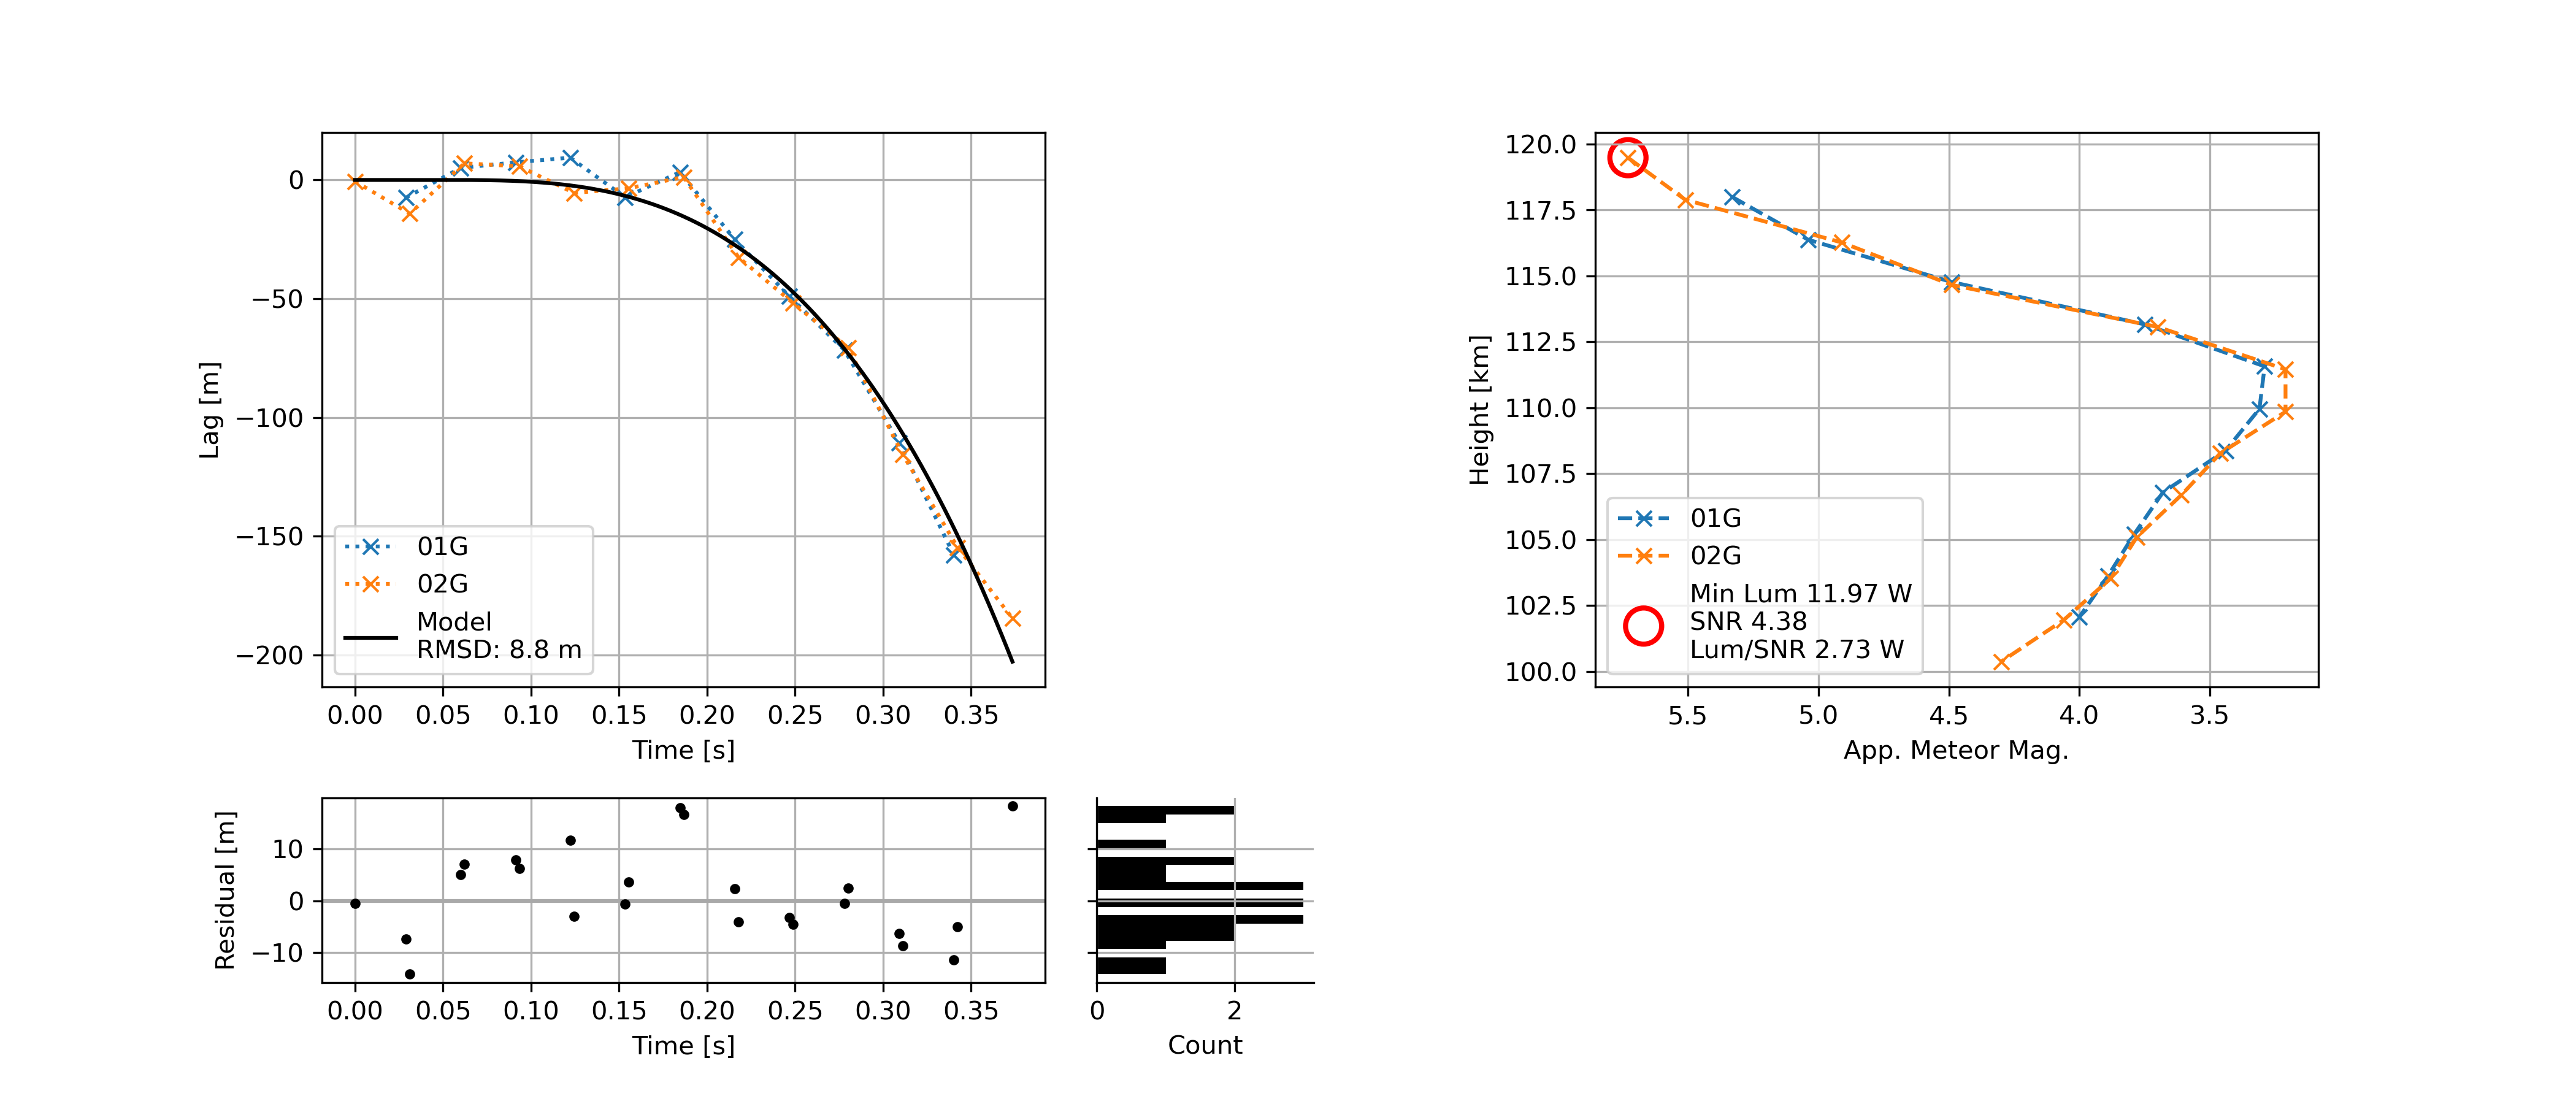 0
−50
−100
−150
−200
Lag [m]
01G
02G
Model
RMSD: 8.8 m
0.00 0.05 0.10 0.15 0.20 0.25 0.30 0.35
Time [s]
120.0
117.5
115.0
112.5
110.0
107.5
105.0
102.5
100.0
Height [km]
01G
02G
Min Lum 11.97 W
SNR 4.38
Lum/SNR 2.73 W
5.5 5.0 4.5 4.0 3.5
App. Meteor Mag.
10
0
−10
Residual [m]
0.00 0.05 0.10 0.15 0.20 0.25 0.30 0.35
Time [s]
0 2
Count